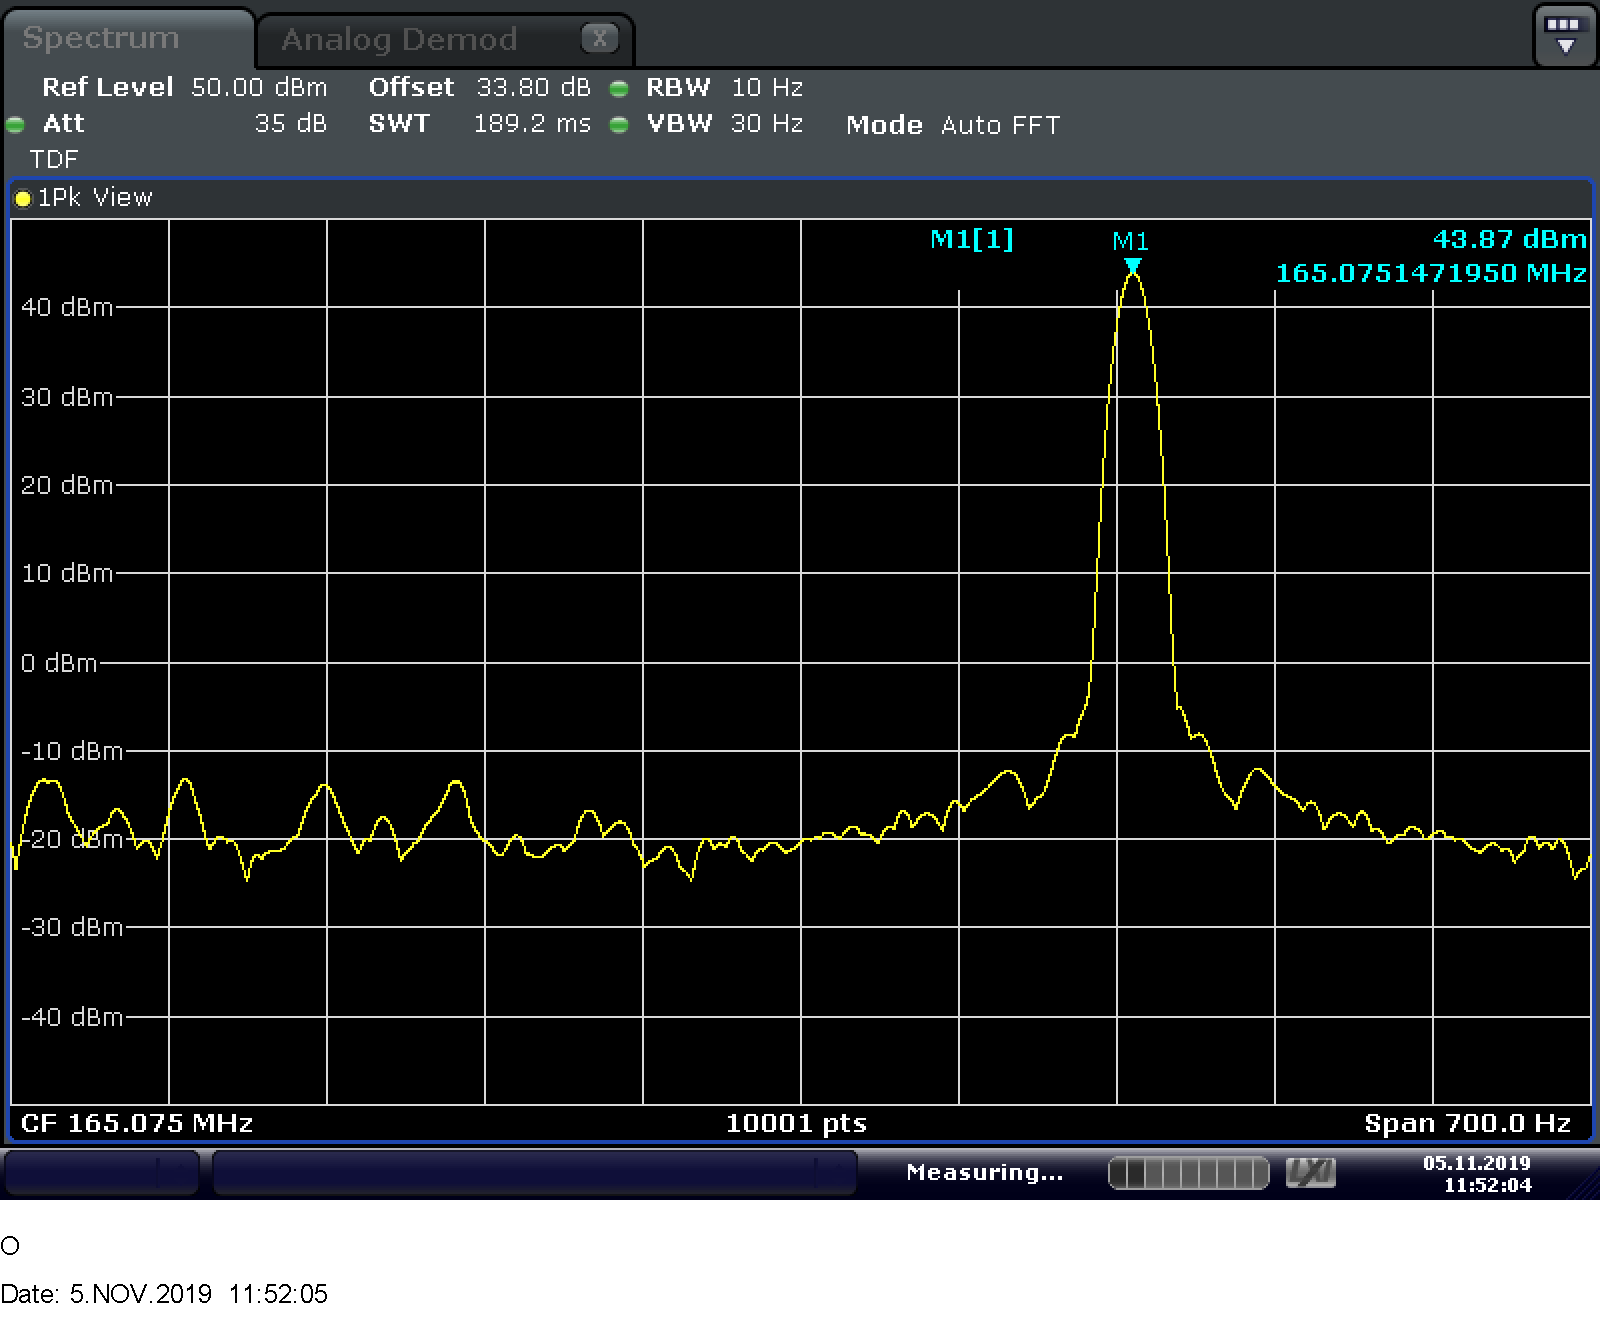 Spectrum
Analog Demod X
Ref Level 50.00 dBm Offset 33.80 dB RBW 10 Hz
Att 35 dB SWT 189.2 ms VBW 30 Hz Mode Auto FFT
TDF
1Pk View
M1[1] M1 43.87 dBm
165.0751471950 MHz
40 dBm
30 dBm
20 dBm
10 dBm
0 dBm
-10 dBm
-20 dBm
-30 dBm
-40 dBm
CF 165.075 MHz 10001 pts Span 700.0 Hz
Measuring... LXI 05.11.2019
11:52:04
O
Date: 5.NOV.2019 11:52:05